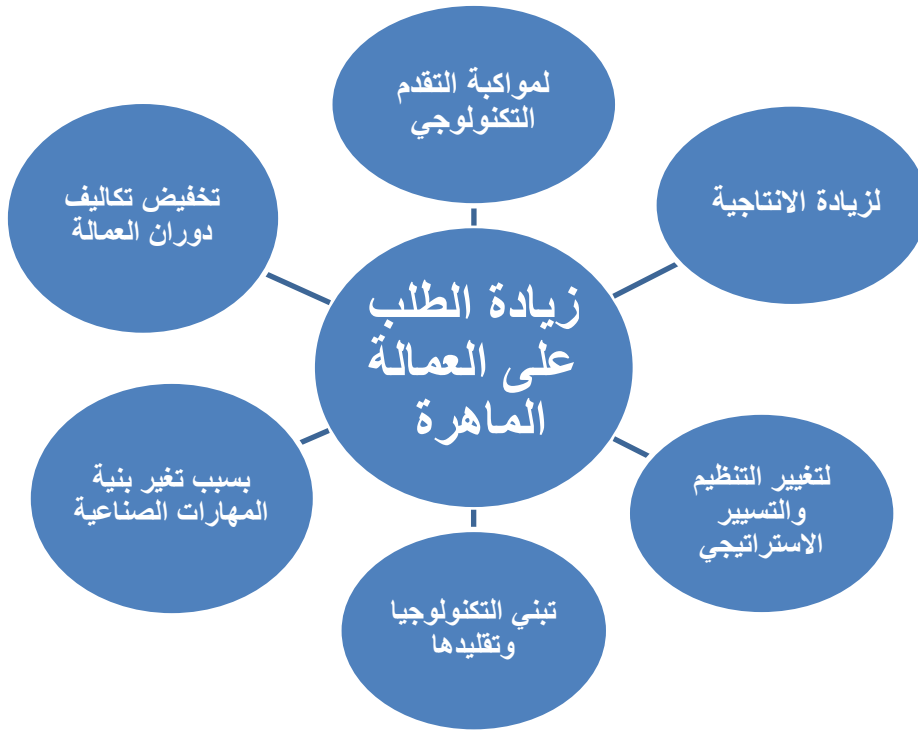 لمواكبة التقدم
التكنولوجي
لزيادة الانتاجية
تخفيض تكاليف
دوران العمالة
زيادة الطلب
على العمالة
الماهرة
لتغيير التنظيم
والتسيير
الاستراتيجي
بسبب تغير بنية
المهارات الصناعية
تبني التكنولوجيا
وتقليدها